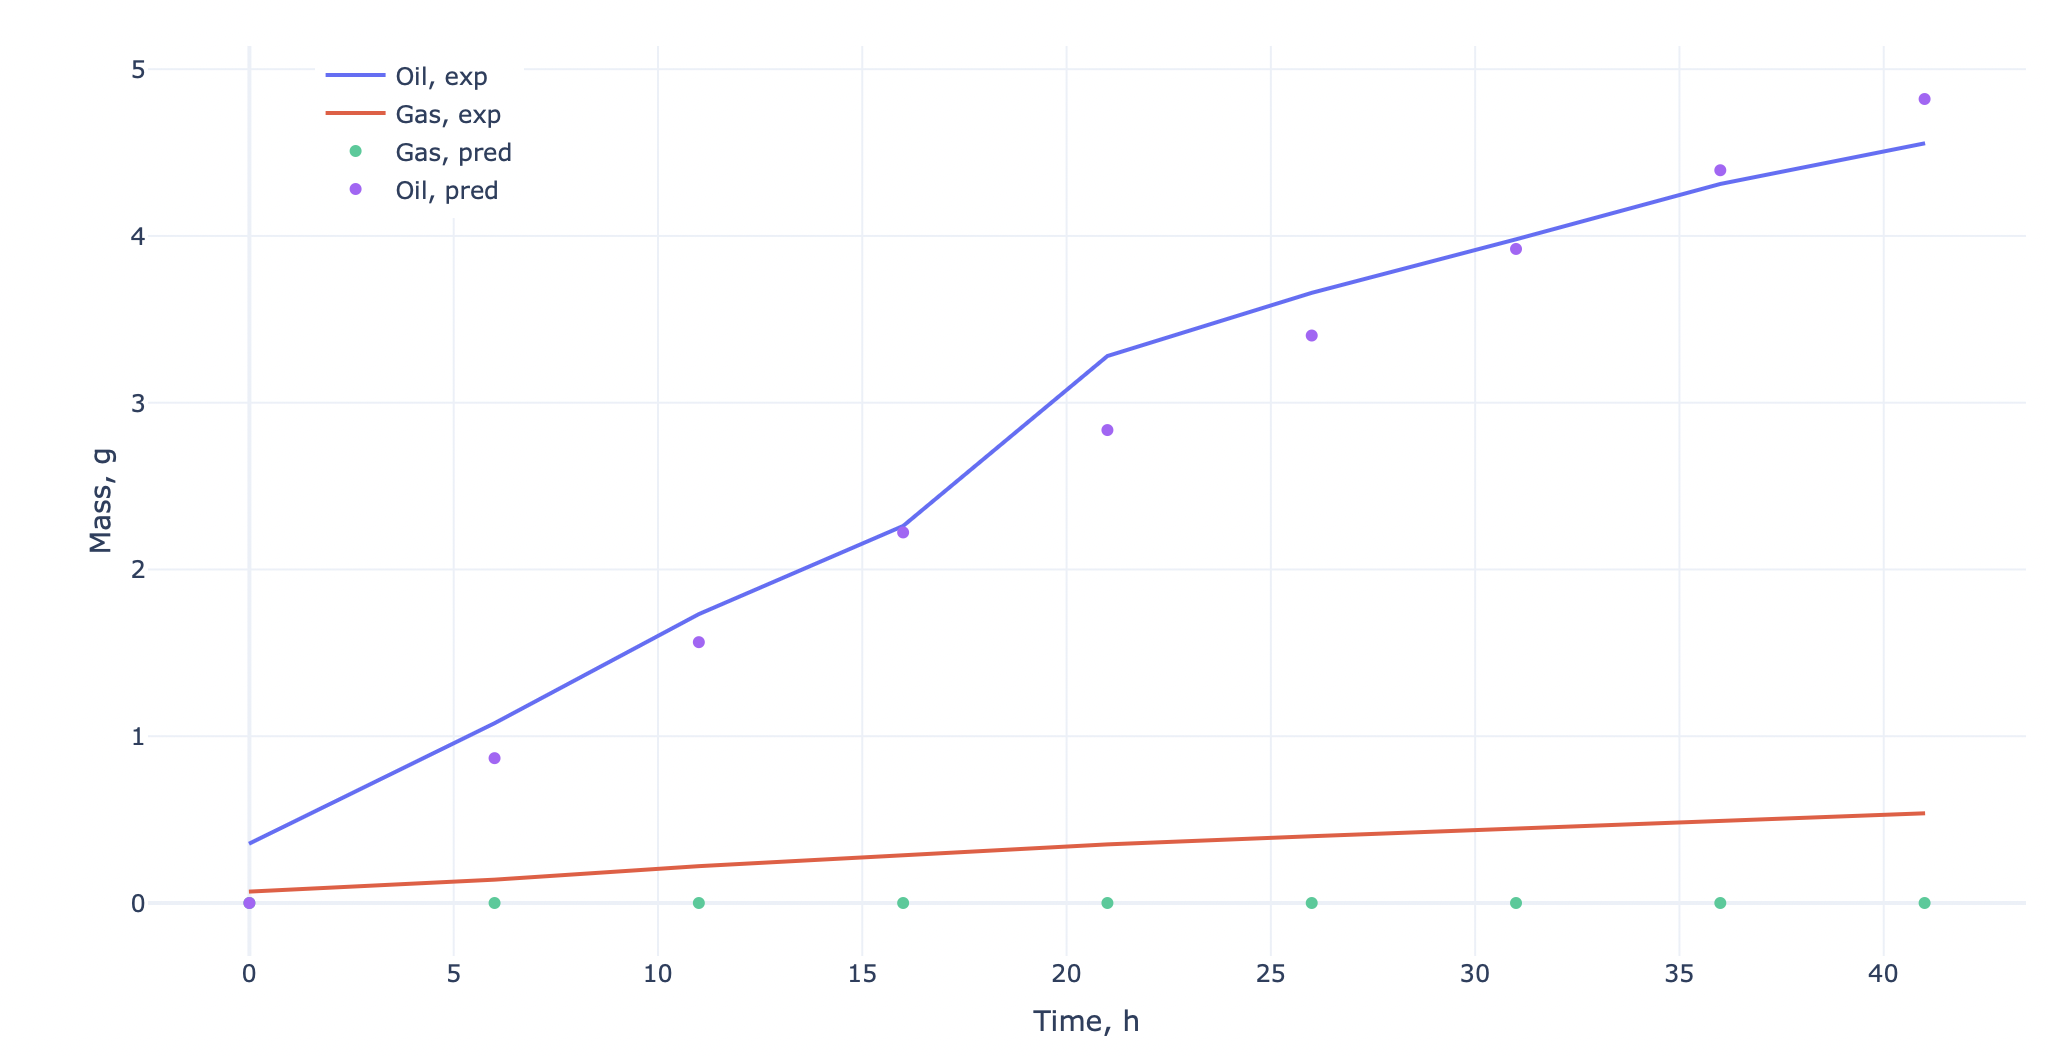 5
4
3
2
1
0
Mass, g
Oil, exp
Gas, exp
Gas, pred
Oil, pred
0 5 10 15 20 25 30 35 40
Time, h